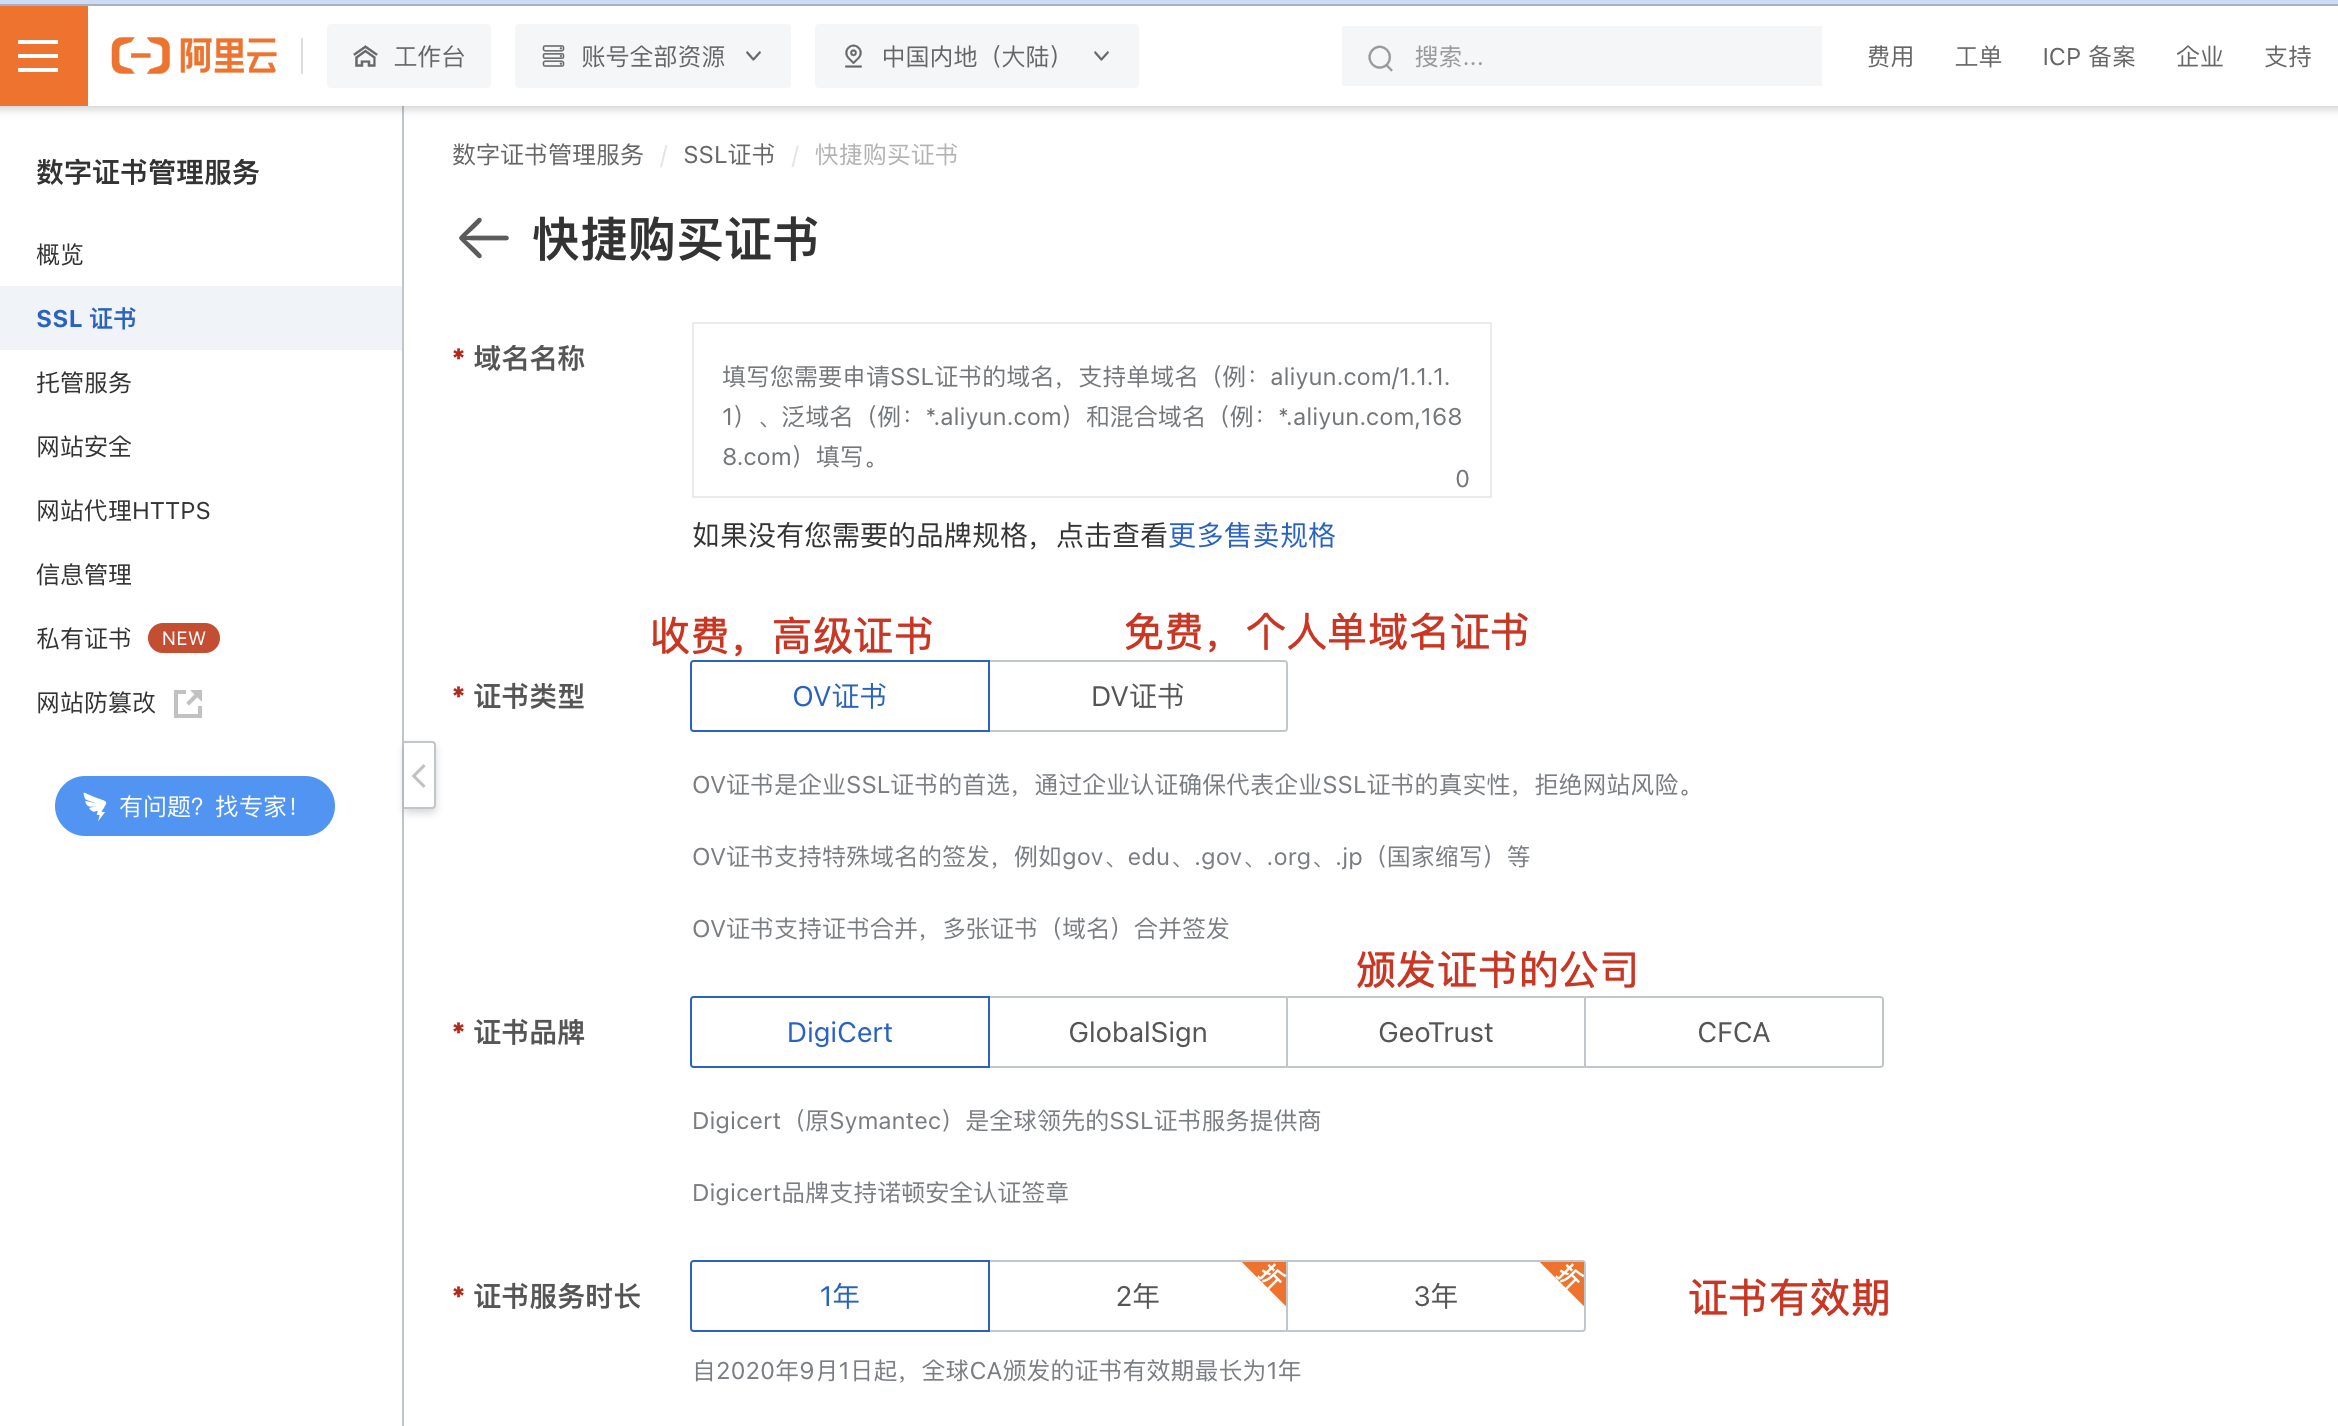 阿里云
工作台
账号全部资源
中国内地（大陆）
搜索...
费用
工单
ICP 备案
企业
支持
数字证书管理服务
概览
SSL 证书
托管服务
网站安全
网站代理HTTPS
信息管理
私有证书 NEW
网站防篡改
有问题？找专家！
数字证书管理服务 / SSL证书 / 快捷购买证书
快捷购买证书
* 域名名称
填写您需要申请SSL证书的域名，支持单域名（例：aliyun.com/1.1.1.
1）、泛域名（例：*.aliyun.com）和混合域名（例：*.aliyun.com,168
8.com）填写。
0
如果没有您需要的品牌规格，点击查看更多售卖规格
收费，高级证书
免费，个人单域名证书
* 证书类型
OV证书
DV证书
OV证书是企业SSL证书的首选，通过企业认证确保代表企业SSL证书的真实性，拒绝网站风险。
OV证书支持特殊域名的签发，例如gov、edu、.gov、.org、.jp（国家缩写）等
OV证书支持证书合并，多张证书（域名）合并签发
颁发证书的公司
* 证书品牌
DigiCert
GlobalSign
GeoTrust
CFCA
Digicert（原Symantec）是全球领先的SSL证书服务提供商
Digicert品牌支持诺顿安全认证签章
* 证书服务时长
1年
2年
折
3年
折
证书有效期
自2020年9月1日起，全球CA颁发的证书有效期最长为1年